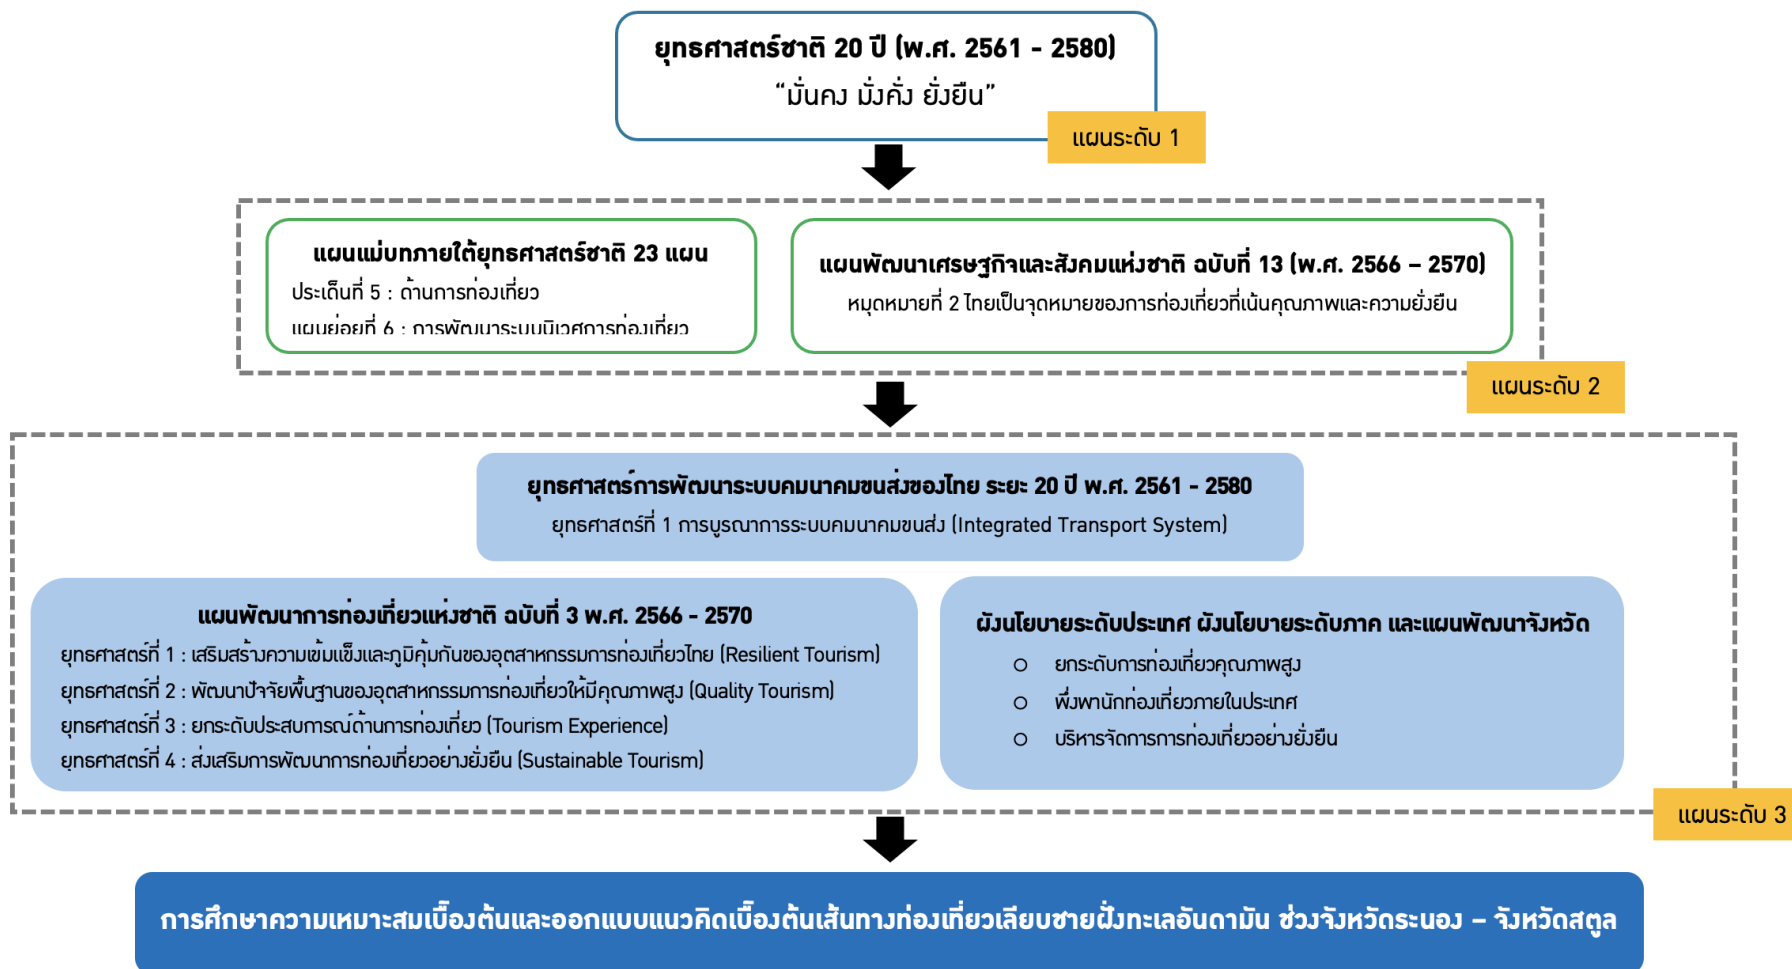 ยุทธศาสตร์ชาติ 20 ปี (พ.ศ. 2561 - 2580)
“มั่นคง มั่งคั่ง ยั่งยืน”
แผนระดับ 1
แผนแม่บทภายใต้ยุทธศาสตร์ชาติ 23 แผน
ประเด็นที่ 5 : ด้านการท่องเที่ยว
แผนย่อยที่ 6 : การพัฒนาระบบนิเวศการท่องเที่ยว
แผนพัฒนาเศรษฐกิจและสังคมแห่งชาติ ฉบับที่ 13 (พ.ศ. 2566 – 2570)
หมุดหมายที่ 2 ไทยเป็นจุดหมายของการท่องเที่ยวที่เน้นคุณภาพและความยั่งยืน
แผนระดับ 2
ยุทธศาสตร์การพัฒนาระบบคมนาคมขนส่งของไทย ระยะ 20 ปี พ.ศ. 2561 - 2580
ยุทธศาสตร์ที่ 1 การบูรณาการระบบคมนาคมขนส่ง (Integrated Transport System)
แผนพัฒนาการท่องเที่ยวแห่งชาติ ฉบับที่ 3 พ.ศ. 2566 - 2570
ยุทธศาสตร์ที่ 1 : เสริมสร้างความเข้มแข็งและภูมิคุ้มกันของอุตสาหกรรมการท่องเที่ยวไทย (Resilient Tourism)
ยุทธศาสตร์ที่ 2 : พัฒนาปัจจัยพื้นฐานของอุตสาหกรรมการท่องเที่ยวให้มีคุณภาพสูง (Quality Tourism)
ยุทธศาสตร์ที่ 3 : ยกระดับประสบการณ์ด้านการท่องเที่ยว (Tourism Experience)
ยุทธศาสตร์ที่ 4 : ส่งเสริมการพัฒนาการท่องเที่ยวอย่างยั่งยืน (Sustainable Tourism)
ผังนโยบายระดับประเทศ ผังนโยบายระดับภาค และแผนพัฒนาจังหวัด
ยกระดับการท่องเที่ยวคุณภาพสูง
พึ่งพานักท่องเที่ยวภายในประเทศ
บริหารจัดการการท่องเที่ยวอย่างยั่งยืน
แผนระดับ 3
การศึกษาความเหมาะสมเบื้องต้นและออกแบบแนวคิดเบื้องต้นเส้นทางท่องเที่ยวเลียบชายฝั่งทะเลอันดามัน ช่วงจังหวัดระนอง – จังหวัดสตูล